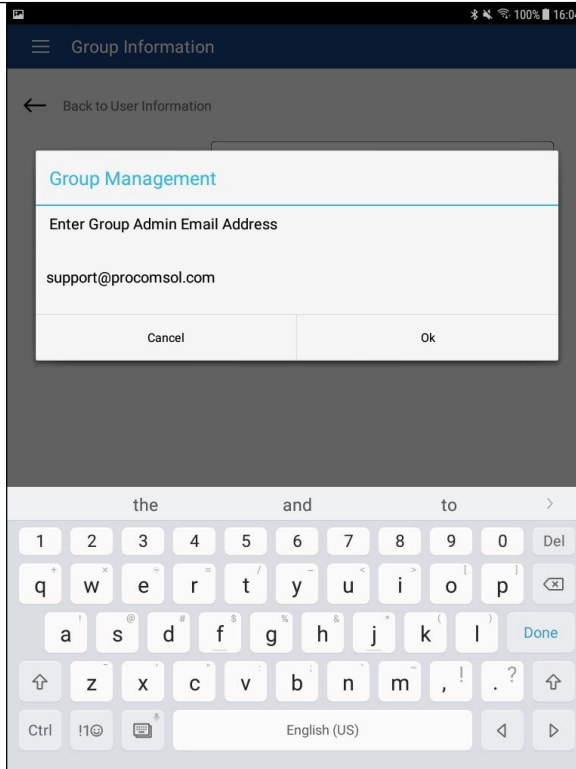 100% 16:04
Group Information
Back to User Information
Group Management
Enter Group Admin Email Address
support@procomsol.com
Cancel Ok
the and to
1 2 3 4 5 6 7 8 9 0 Del
+ × ÷ = / _ < > [ ]
q w e r t y u i o p
! @ # $ % & * ( )
a s d f g h j k l Done
- ' " : ; , ~ ! ?
z x c v b n m , .
Ctrl !1☺ English (US)